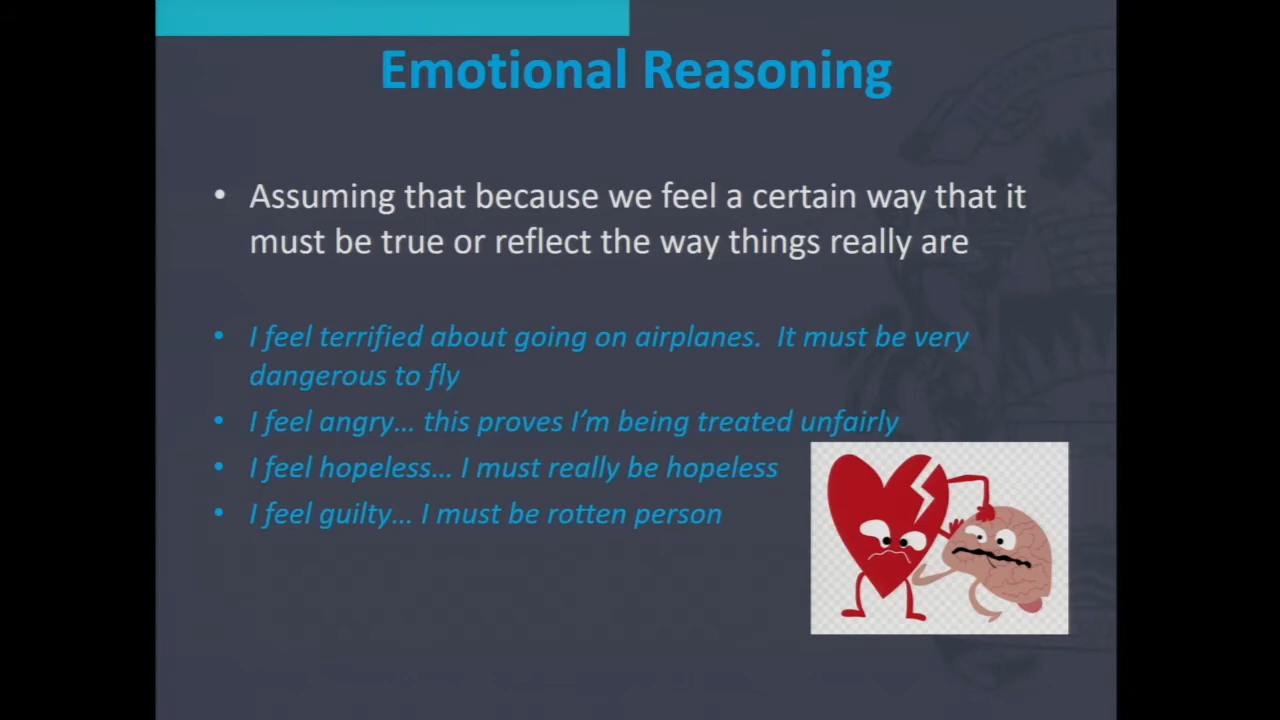 Emotional Reasoning
• Assuming that because we feel a certain way that it
must be true or reflect the way things really are
• I feel terrified about going on airplanes.  It must be very
dangerous to fly
• I feel angry… this proves I’m being treated unfairly
• I feel hopeless… I must really be hopeless
• I feel guilty… I must be rotten person